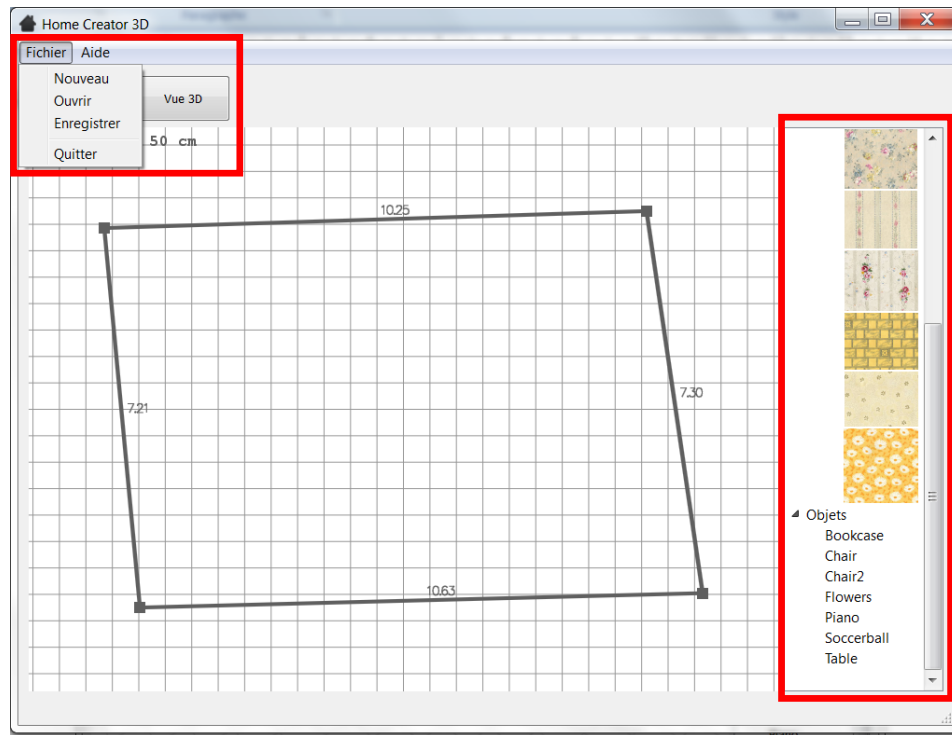 Home Creator 3D
Fichier Aide
Nouveau
Ouvrir
Enregistrer
Quitter
Vue 3D
50 cm
10.25
7.21
7.30
10.63
Objets
Bookcase
Chair
Chair2
Flowers
Piano
Soccerball
Table